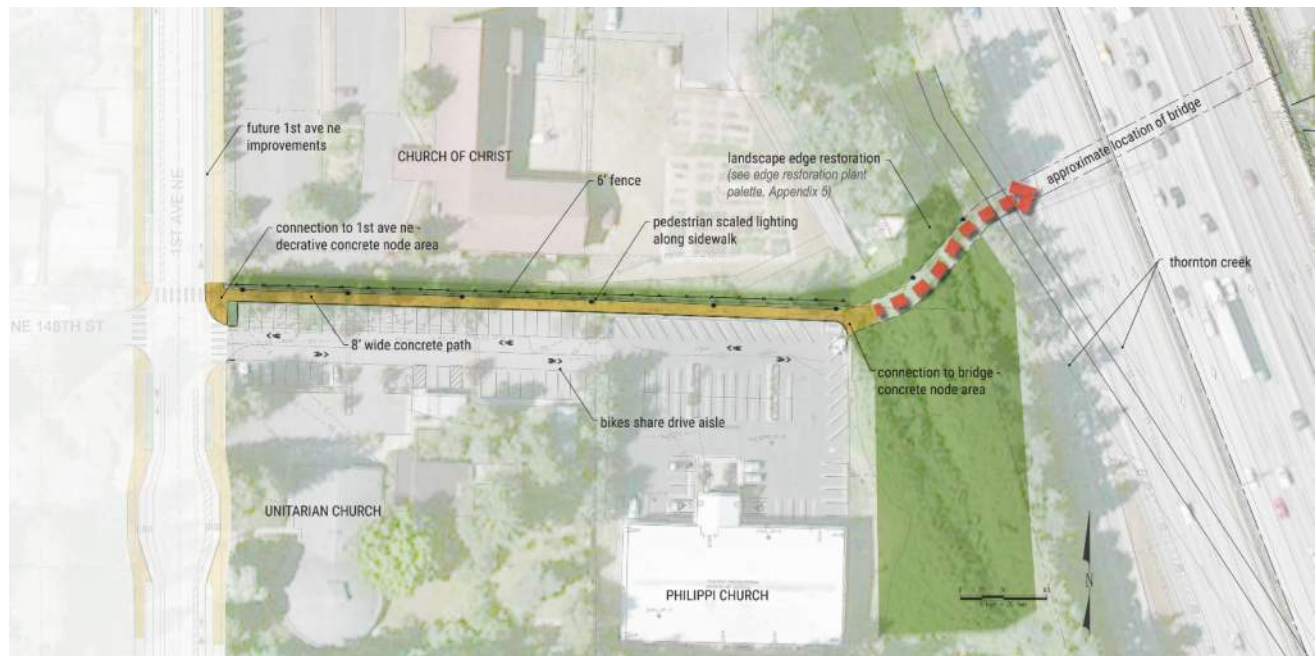 future 1st ave ne
improvements
CHURCH OF CHRIST
6' fence
landscape edge restoration
(see edge restoration plant
palette, Appendix 5)
approximate location of bridge
1ST AVE NE
connection to 1st ave ne -
decrative concrete node area
pedestrian scaled lighting
along sidewalk
thornton creek
NE 148TH ST
8' wide concrete path
connection to bridge -
concrete node area
bikes share drive aisle
UNITARIAN CHURCH
PHILIPPI CHURCH
N